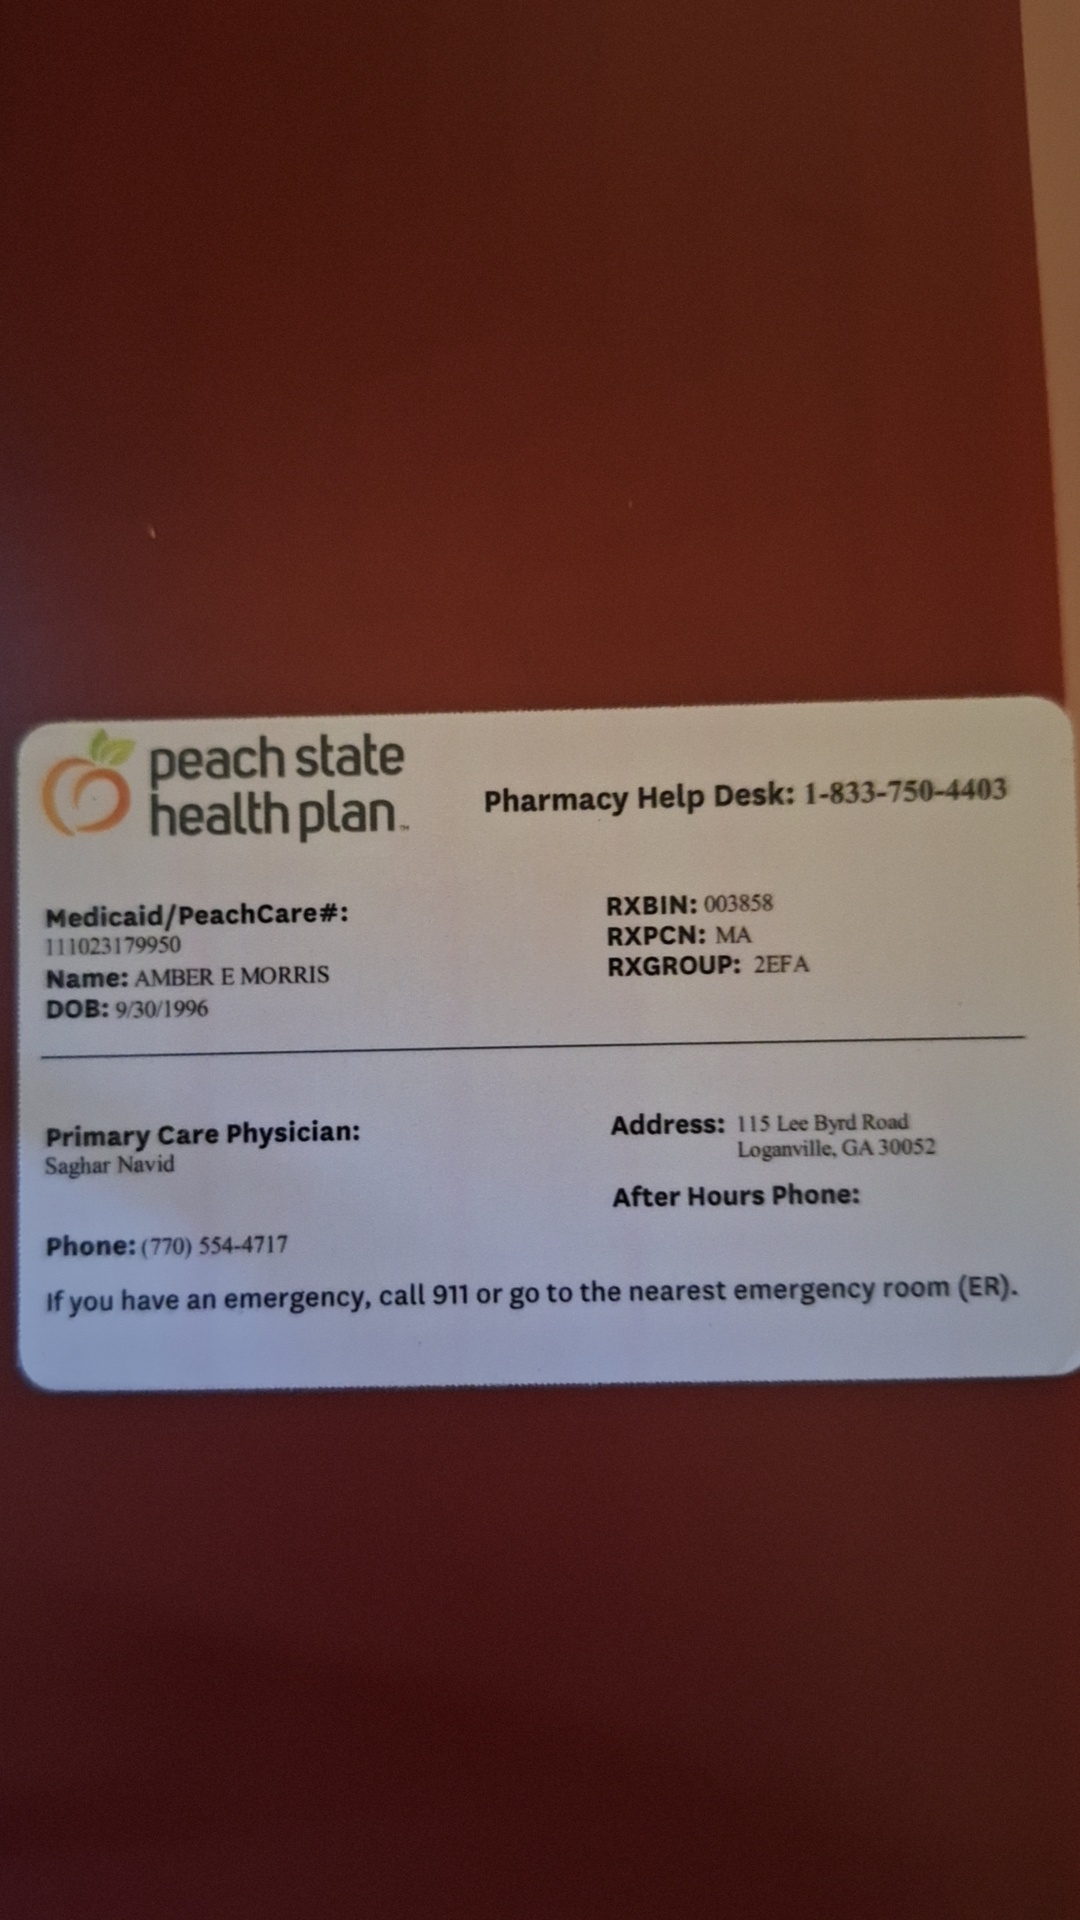 peach state
health plan™
Pharmacy Help Desk: 1-833-750-4403
Medicaid/PeachCare#:
111023179950
Name: AMBER E MORRIS
DOB: 9/30/1996
RXBIN: 003858
RXPCN: MA
RXGROUP: 2EFA
Primary Care Physician:
Saghar Navid
Phone: (770) 554-4717
Address: 115 Lee Byrd Road
Loganville, GA 30052
After Hours Phone:
If you have an emergency, call 911 or go to the nearest emergency room (ER).